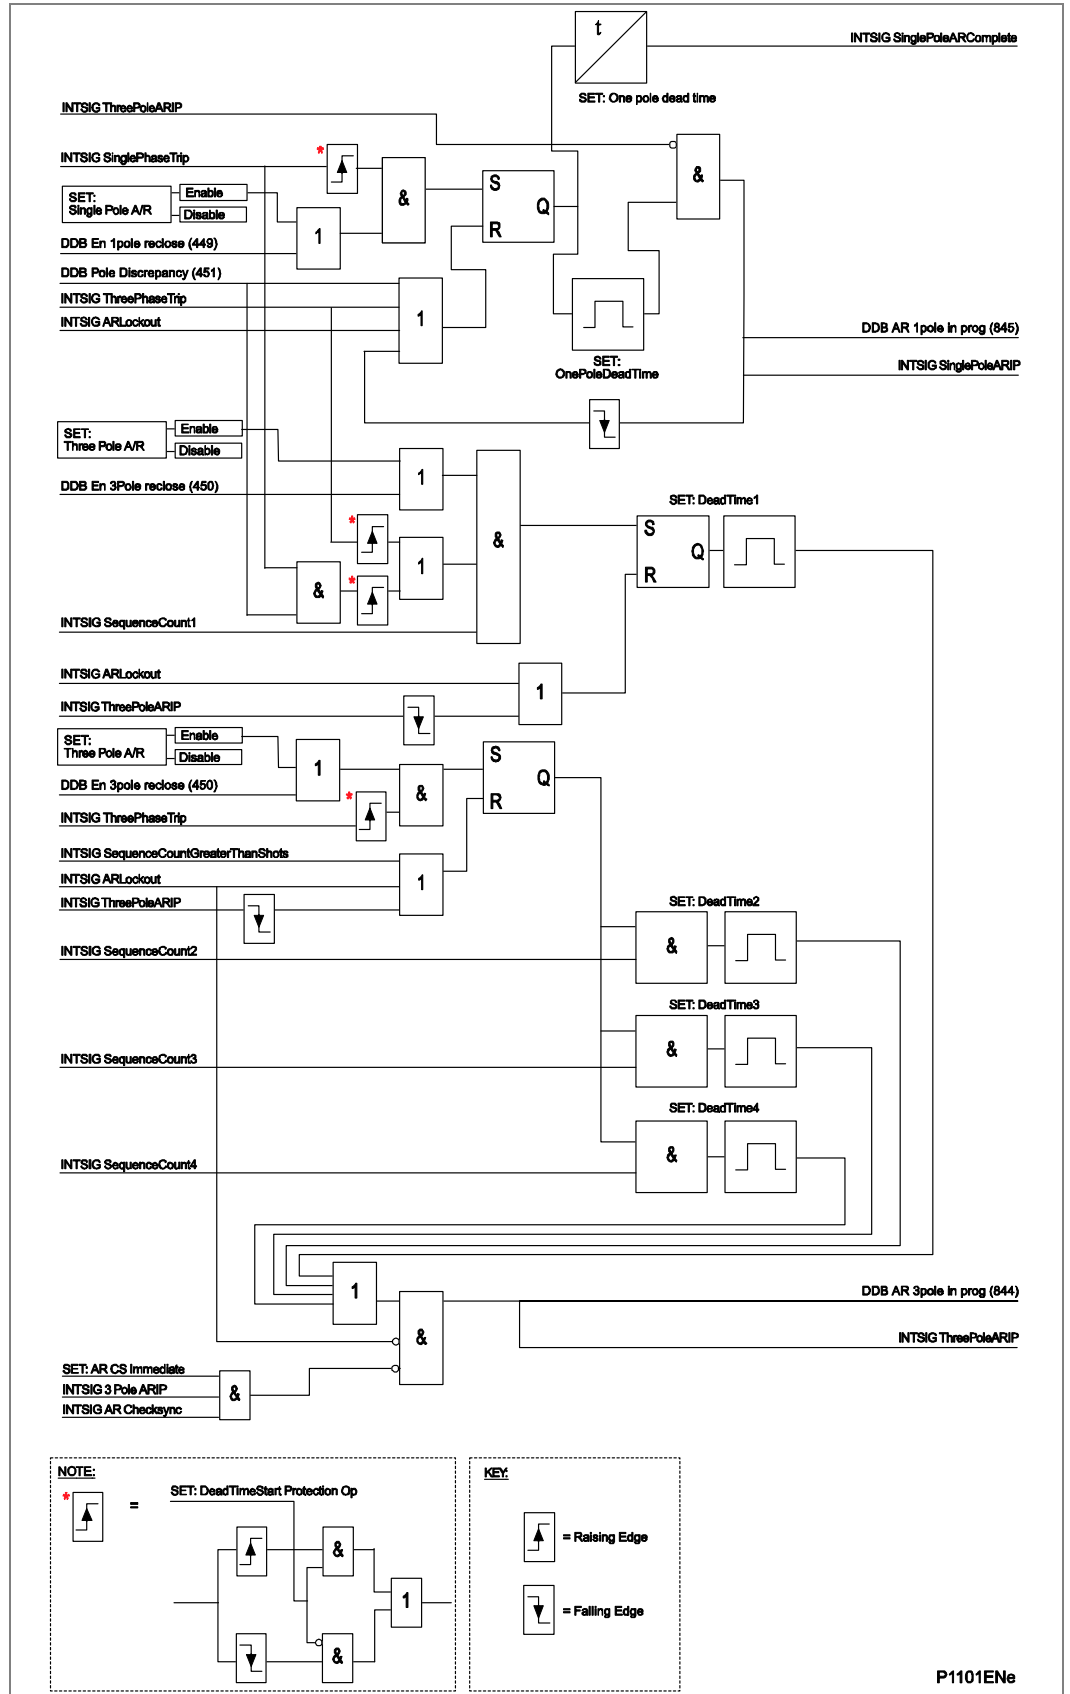 t
INTSIG SinglePoleARComplete
SET: One pole dead time
INTSIG ThreePoleARIP
INTSIG SinglePhaseTrip
*
&
&
SET:
Single Pole A/R
Enable
Disable
S
Q
R
1
DDB En 1pole reclose (449)
DDB Pole Discrepancy (451)
INTSIG ThreePhaseTrip
INTSIG ARLockout
1
SET:
OnePoleDeadTime
DDB AR 1pole in prog (845)
INTSIG SinglePoleARIP
SET:
Three Pole A/R
Enable
Disable
1
DDB En 3Pole reclose (450)
SET: DeadTime1
*
1
&
S
Q
R
*
&
INTSIG SequenceCount1
INTSIG ARLockout
1
INTSIG ThreePoleARIP
SET:
Three Pole A/R
Enable
Disable
1
S
Q
R
DDB En 3pole reclose (450)
*
&
INTSIG ThreePhaseTrip
INTSIG SequenceCountGreaterThanShots
INTSIG ARLockout
1
INTSIG ThreePoleARIP
SET: DeadTime2
&
INTSIG SequenceCount2
SET: DeadTime3
&
INTSIG SequenceCount3
SET: DeadTime4
&
INTSIG SequenceCount4
1
DDB AR 3pole in prog (844)
&
INTSIG ThreePoleARIP
SET: AR CS Immediate
INTSIG 3 Pole ARIP
&
INTSIG AR Checksync
NOTE:
*
=
SET: DeadTimeStart Protection Op
&
1
&
KEY:
= Raising Edge
= Falling Edge
P1101ENe